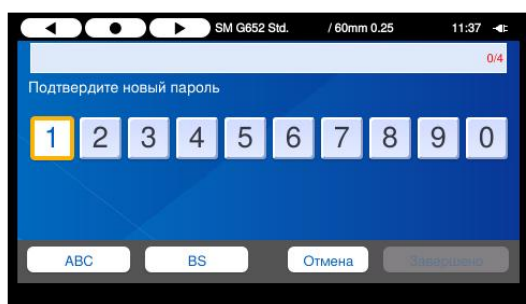 SM G652 Std. / 60mm 0.25 11:37
0/4
Подтвердите новый пароль
1 2 3 4 5 6 7 8 9 0
ABC BS Отмена Завершено